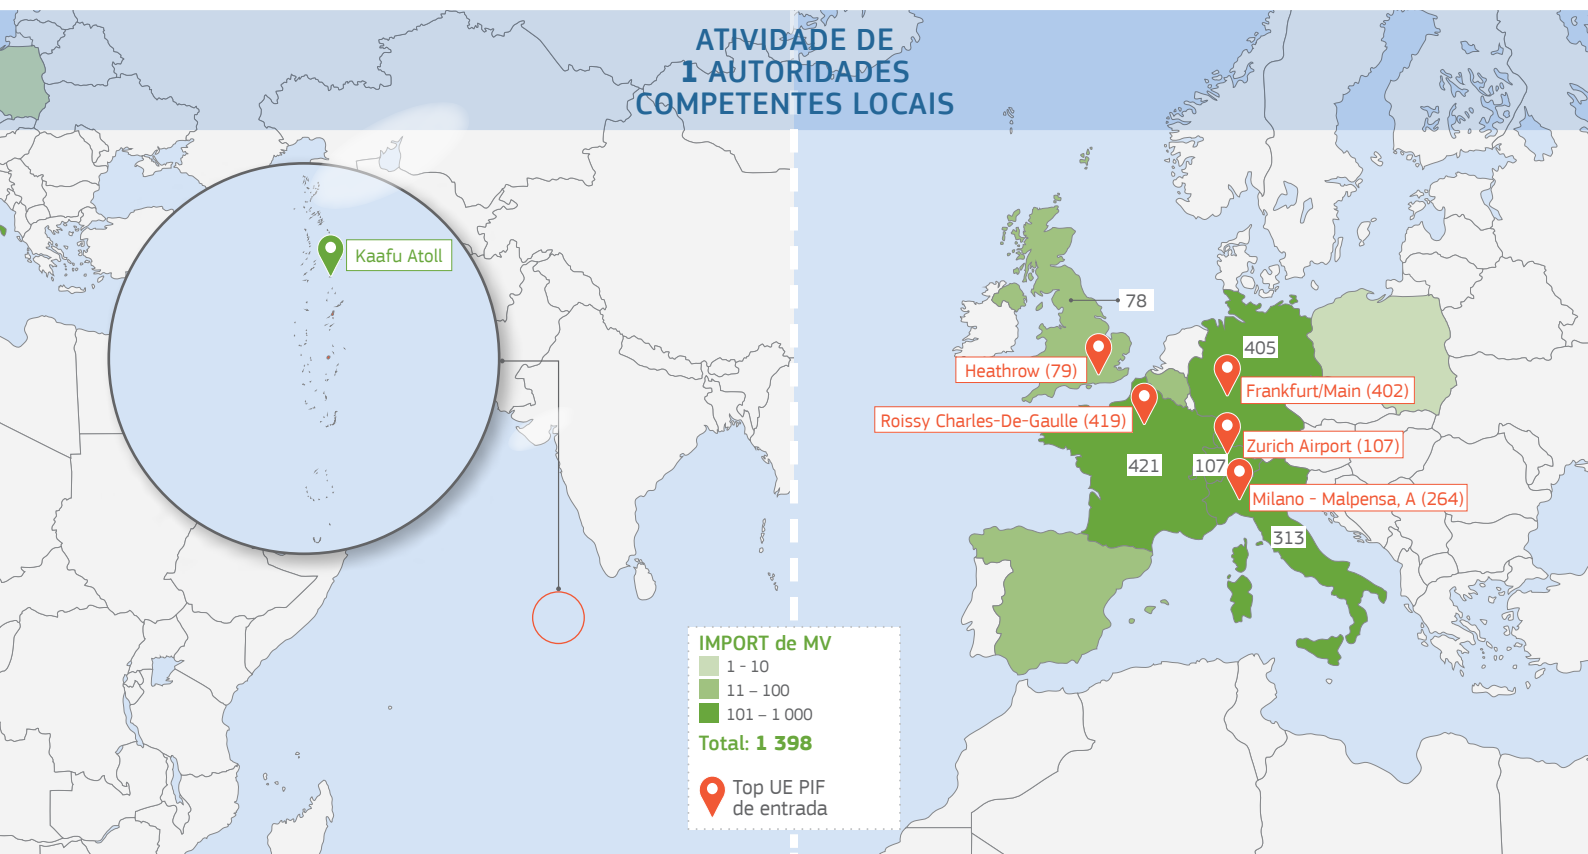 ATIVIDADE DE
1 AUTORIDADES
COMPETENTES LOCAIS
Kaafu Atoll
78
405
Heathrow (79)
Frankfurt/Main (402)
Roissy Charles-De-Gaulle (419)
Zurich Airport (107)
421
107
Milano - Malpensa, A (264)
313
IMPORT de MV
1 - 10
11 – 100
101 – 1 000
Total: 1 398
Top UE PIF
de entrada